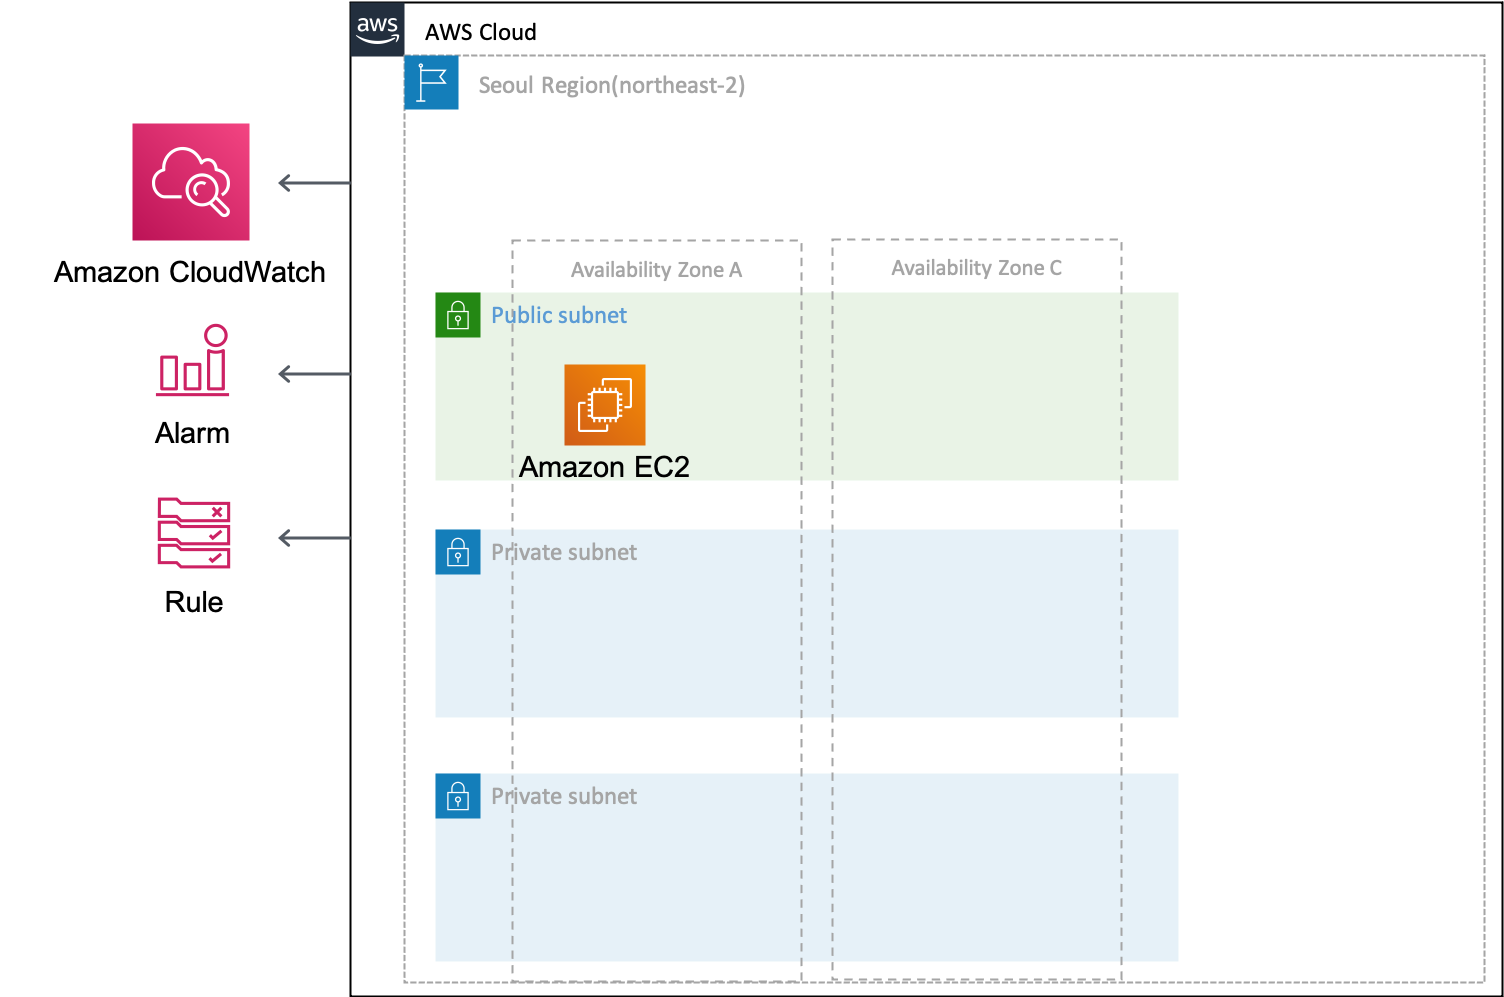 aws
AWS Cloud
Seoul Region(northeast-2)
Amazon CloudWatch
Availability Zone A
Availability Zone C
Public subnet
Alarm
Amazon EC2
Private subnet
Rule
Private subnet